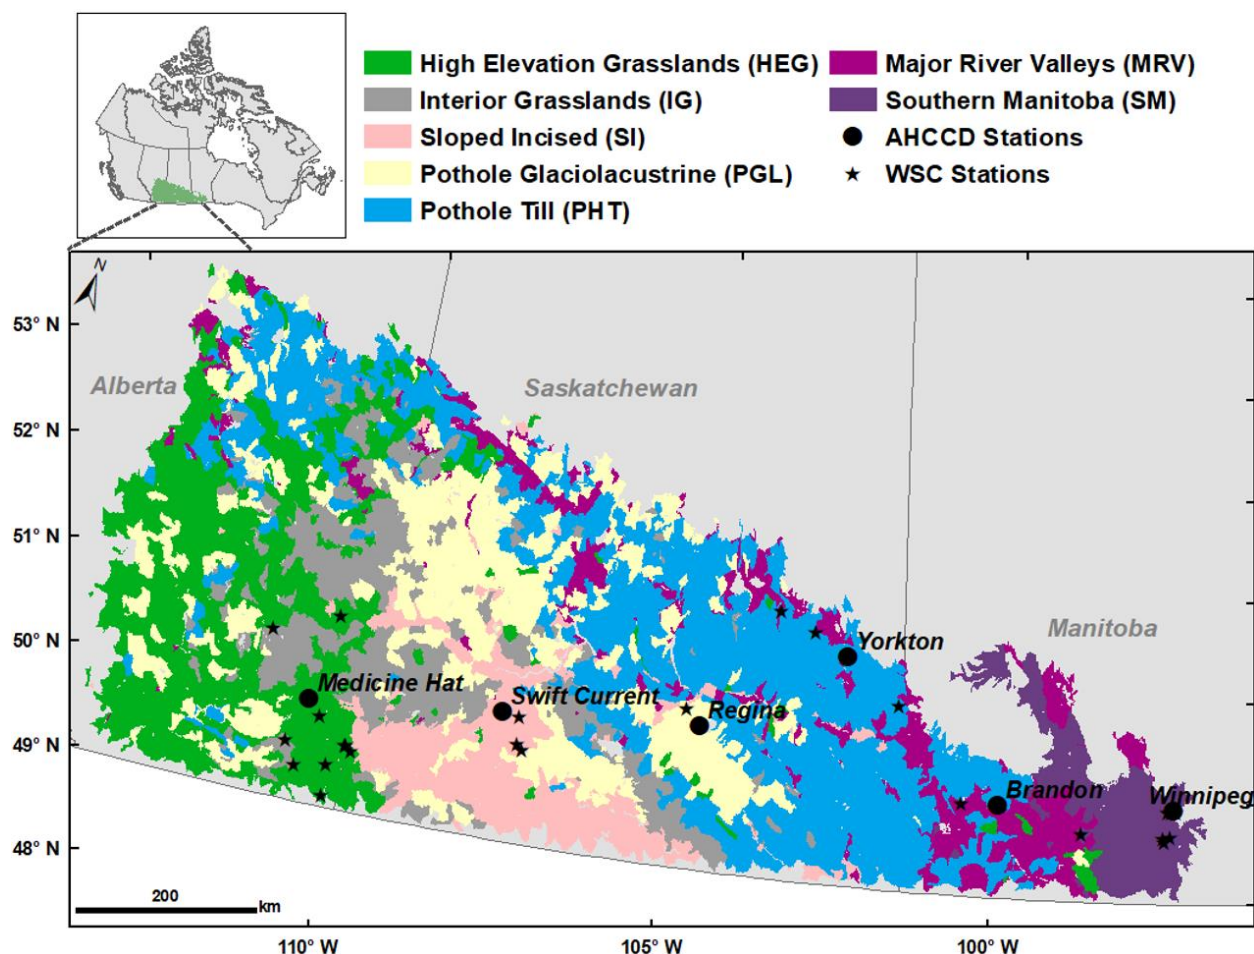 High Elevation Grasslands (HEG)
Interior Grasslands (IG)
Sloped Incised (SI)
Pothole Glaciolacustrine (PGL)
Pothole Till (PHT)
Major River Valleys (MRV)
Southern Manitoba (SM)
AHCCD Stations
WSC Stations
N
53° N
52° N
51° N
50° N
49° N
48° N
Alberta
Saskatchewan
Manitoba
Yorkton
Medicine Hat
Swift Current
Regina
Brandon
Winnipeg
200
km
110° W
105° W
100° W